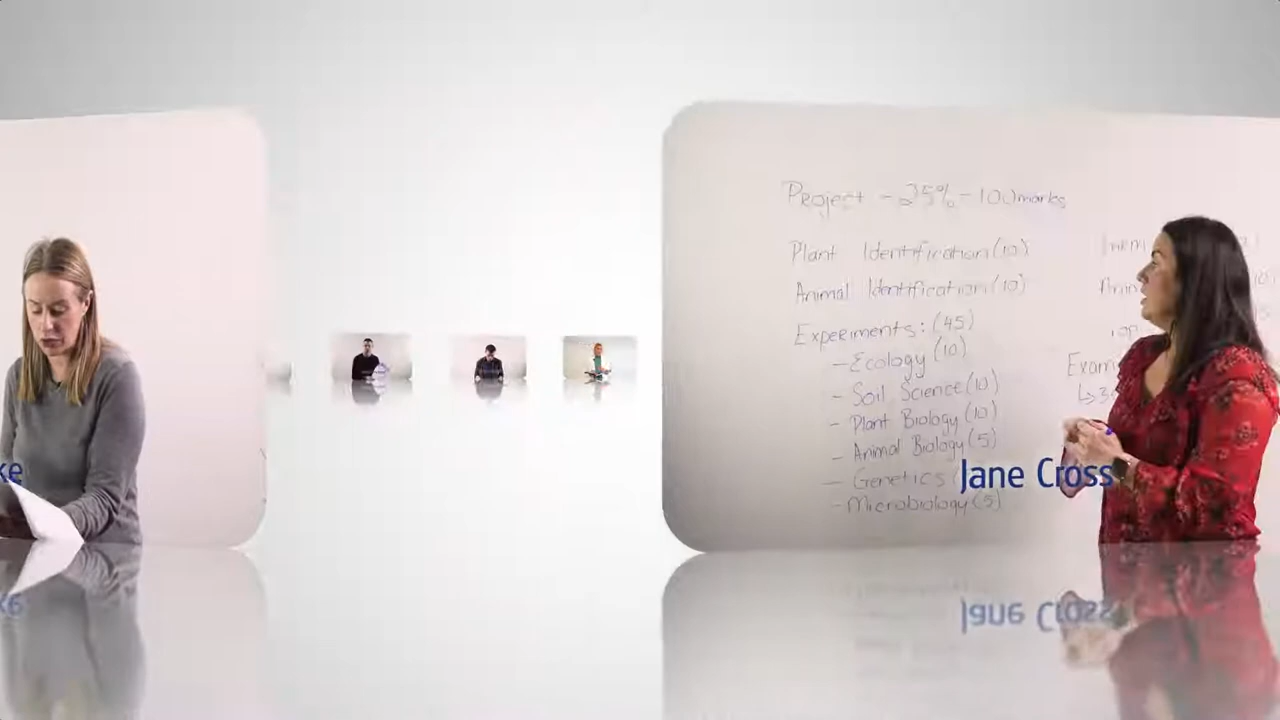 Project - 25% - 100 marks
Plant Identification (10)
Animal Identification (10)
Experiments: (45)
- Ecology (10)
- Soil Science (10)
- Plant Biology (10)
- Animal Biology (5)
- Genetics
- Microbiology (5)
Exam
Jane Cross